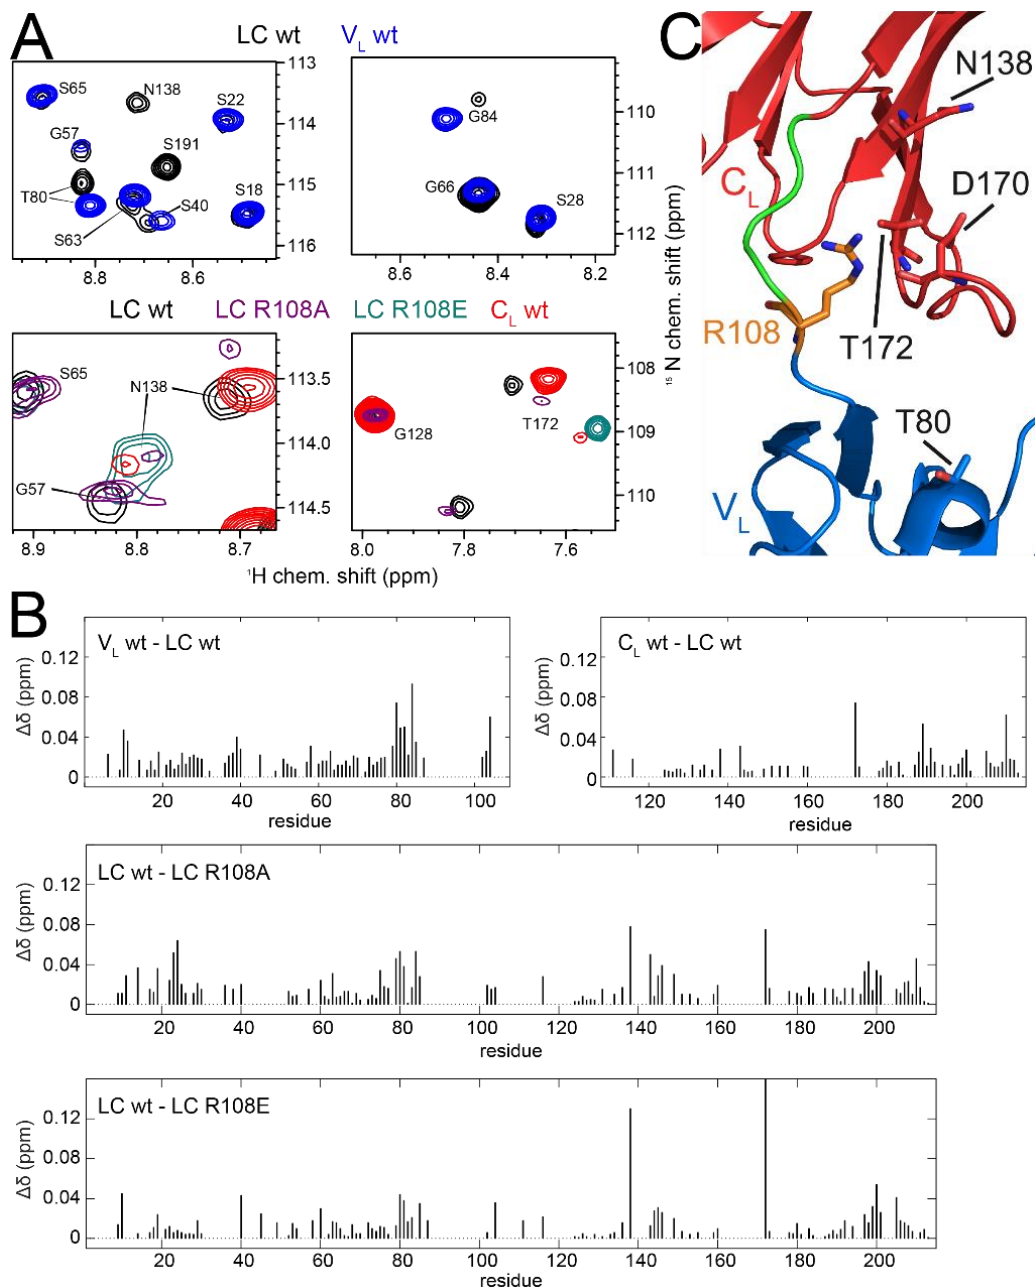 A
LC wt
V_L wt
S65
N138
S22
G57
S191
T80
S40
S18
S63
113
114
115
116
8.8
8.6
G84
G66
S28
110
111
112
8.6
8.4
8.2
LC wt
LC R108A
LC R108E
C_L wt
S65
N138
G57
113.5
114.0
114.5
8.9
8.8
8.7
G128
T172
108
109
110
8.0
7.8
7.6
¹H chem. shift (ppm)
¹⁵N chem. shift (ppm)
C
N138
C_L
D170
R108
T172
T80
V_L
B
V_L wt - LC wt
Δδ (ppm)
0.12
0.08
0.04
0
20
40
60
80
100
residue
C_L wt - LC wt
Δδ (ppm)
0.12
0.08
0.04
0
120
140
160
180
200
residue
LC wt - LC R108A
Δδ (ppm)
0.12
0.08
0.04
0
20
40
60
80
100
120
140
160
180
200
residue
LC wt - LC R108E
Δδ (ppm)
0.12
0.08
0.04
0
20
40
60
80
100
120
140
160
180
200
residue